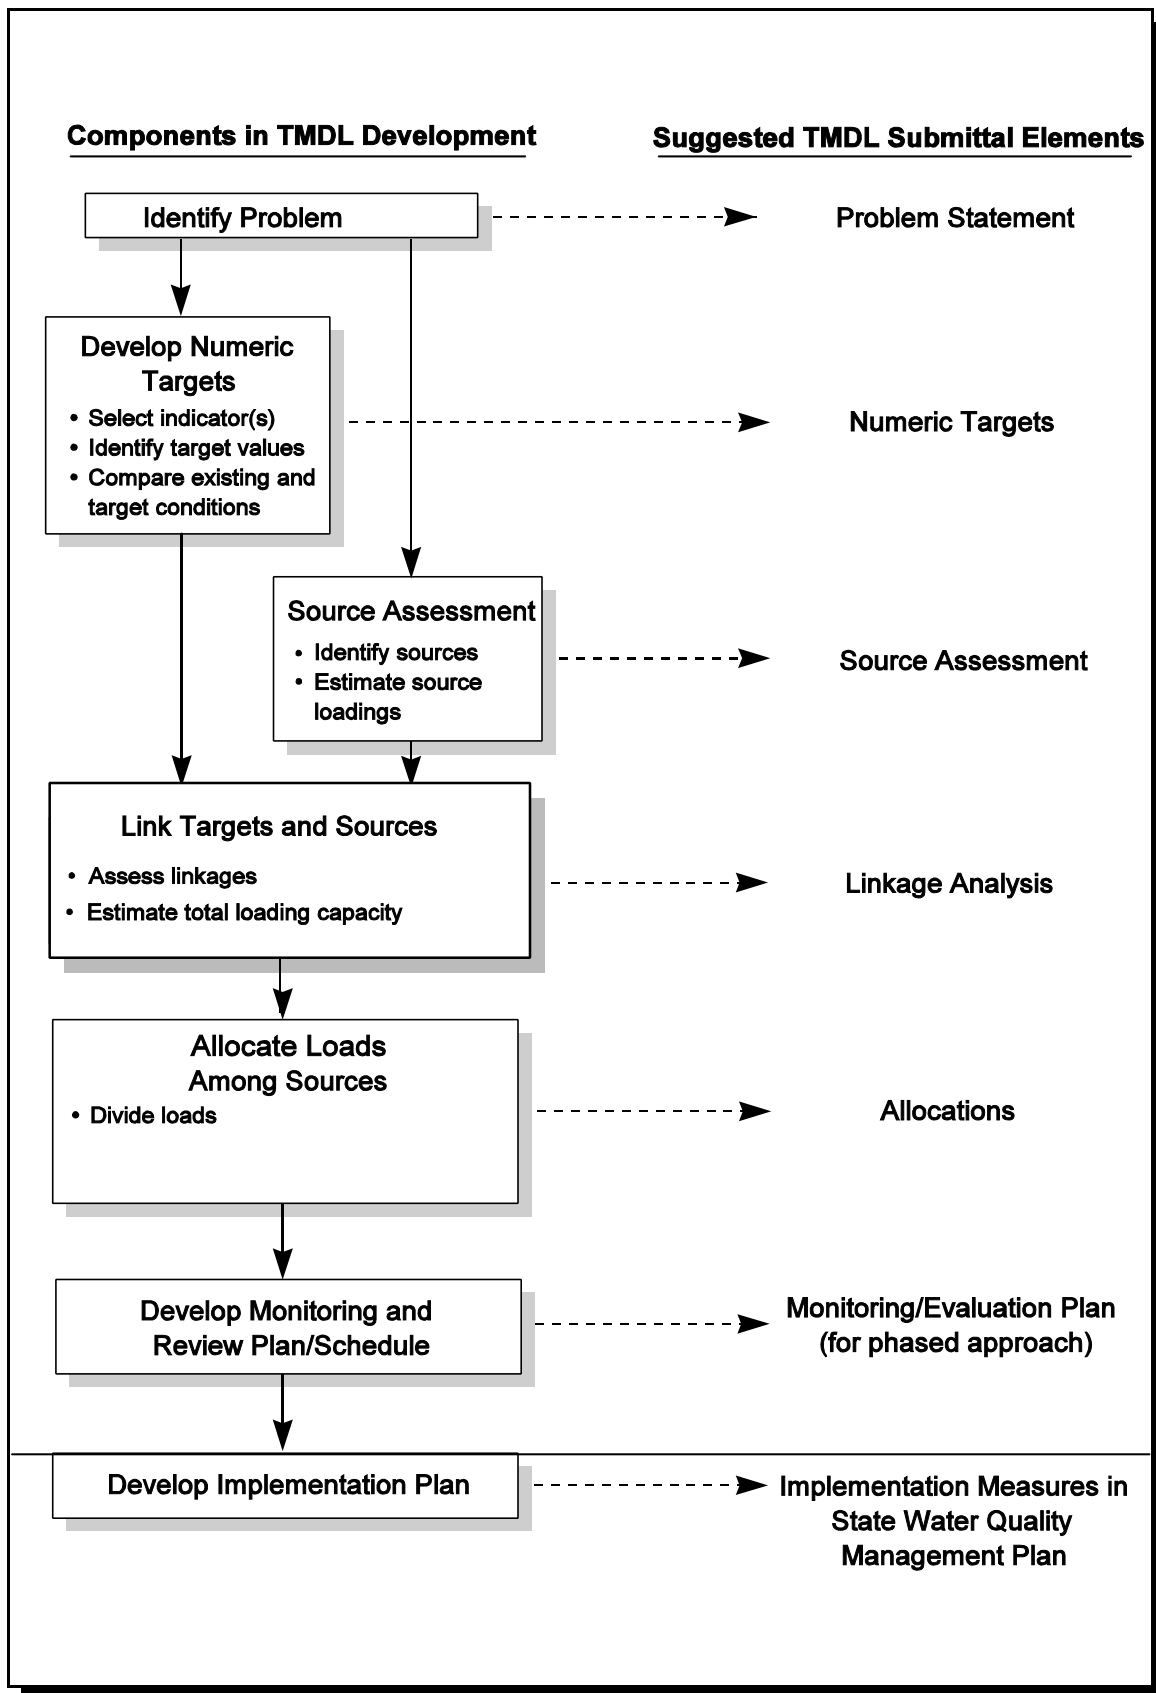 Components in TMDL Development
Suggested TMDL Submittal Elements
Identify Problem
Problem Statement
Develop Numeric
Targets
• Select indicator(s)
• Identify target values
• Compare existing and
target conditions
Numeric Targets
Source Assessment
• Identify sources
• Estimate source
loadings
Source Assessment
Link Targets and Sources
• Assess linkages
• Estimate total loading capacity
Linkage Analysis
Allocate Loads
Among Sources
• Divide loads
Allocations
Develop Monitoring and
Review Plan/Schedule
Monitoring/Evaluation Plan
(for phased approach)
Develop Implementation Plan
Implementation Measures in
State Water Quality
Management Plan